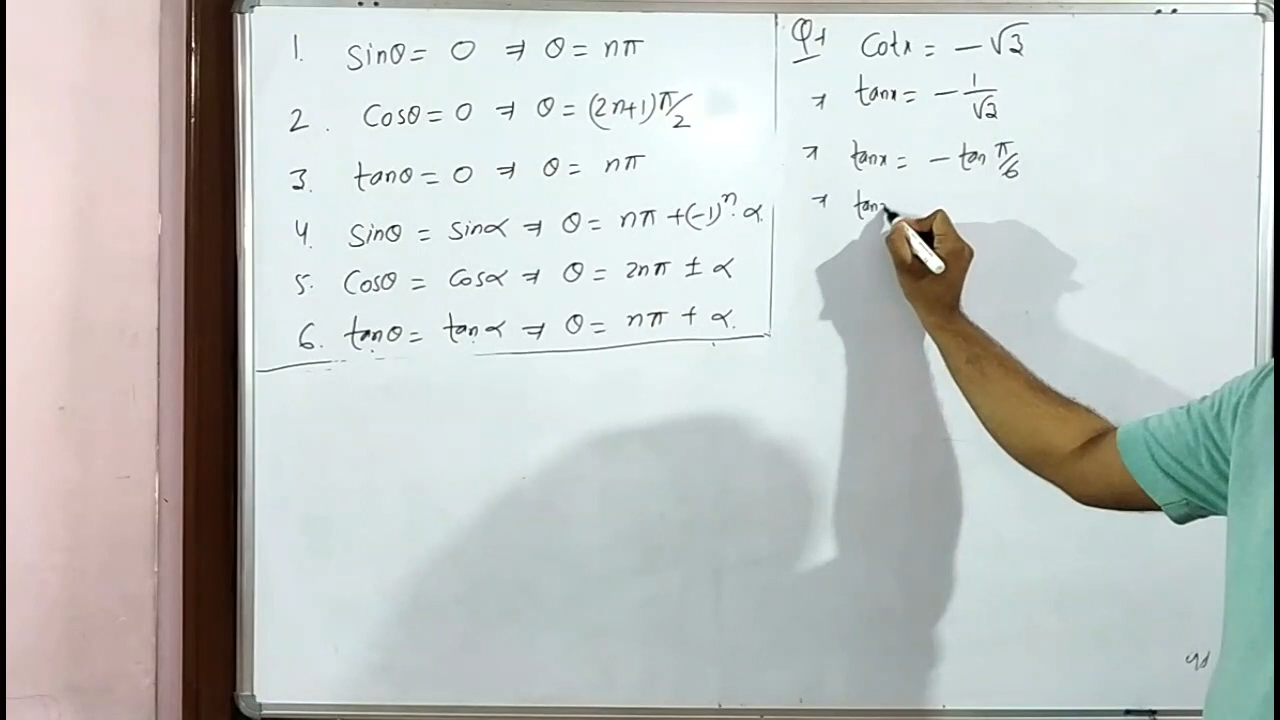 1. Sinθ = 0 ⇒ θ = nπ
2. Cosθ = 0 ⇒ θ = (2n+1)π/2
3. tanθ = 0 ⇒ θ = nπ
4. Sinθ = Sinα ⇒ θ = nπ + (-1)ⁿ·α
5. Cosθ = Cosα ⇒ θ = 2nπ ± α
6. tanθ = tanα ⇒ θ = nπ + α.
Q1 Cotx = -√3
⇒ tanx = -1/√3
⇒ tanx = -tan π/6
⇒ tanx